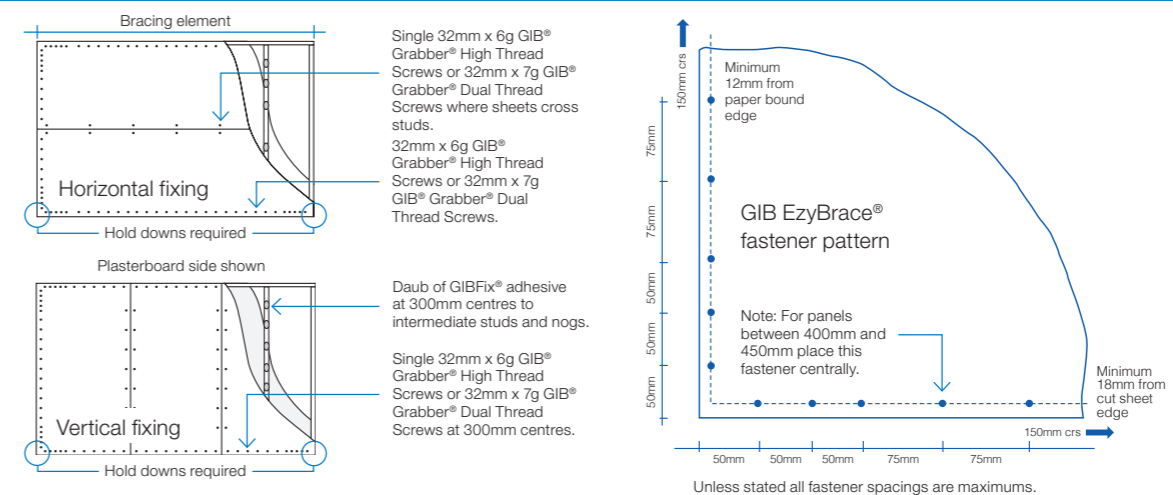 Bracing element
Single 32mm x 6g GIB®
Grabber® High Thread
Screws or 32mm x 7g GIB®
Grabber® Dual Thread
Screws where sheets cross
studs.
32mm x 6g GIB®
Grabber® High Thread
Screws or 32mm x 7g
GIB® Grabber® Dual
Thread Screws.
Horizontal fixing
Hold downs required
Plasterboard side shown
Daub of GIBFix® adhesive
at 300mm centres to
intermediate studs and nogs.
Single 32mm x 6g GIB®
Grabber® High Thread
Screws or 32mm x 7g GIB®
Grabber® Dual Thread
Screws at 300mm centres.
Vertical fixing
Hold downs required
150mm crs
Minimum
12mm from
paper bound
edge
75mm
75mm
50mm
50mm
50mm
GIB EzyBrace®
fastener pattern
Note: For panels
between 400mm and
450mm place this
fastener centrally.
Minimum
18mm from
cut sheet
edge
150mm crs
50mm
50mm
50mm
75mm
75mm
Unless stated all fastener spacings are maximums.